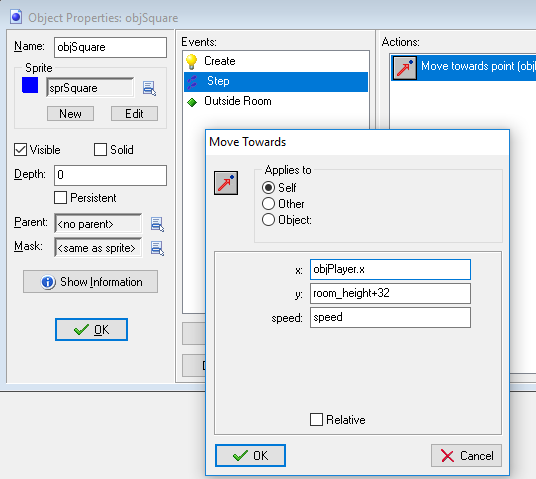 Object Properties: objSquare
Name: objSquare
Sprite
sprSquare
New Edit
Visible Solid
Depth: 0
Persistent
Parent: <no parent>
Mask: <same as sprite>
Show Information
OK
Events:
Create
Step
Outside Room
Actions:
Move towards point (obj
Move Towards
Applies to
Self
Other
Object:
x: objPlayer.x
y: room_height+32
speed: speed
Relative
OK Cancel